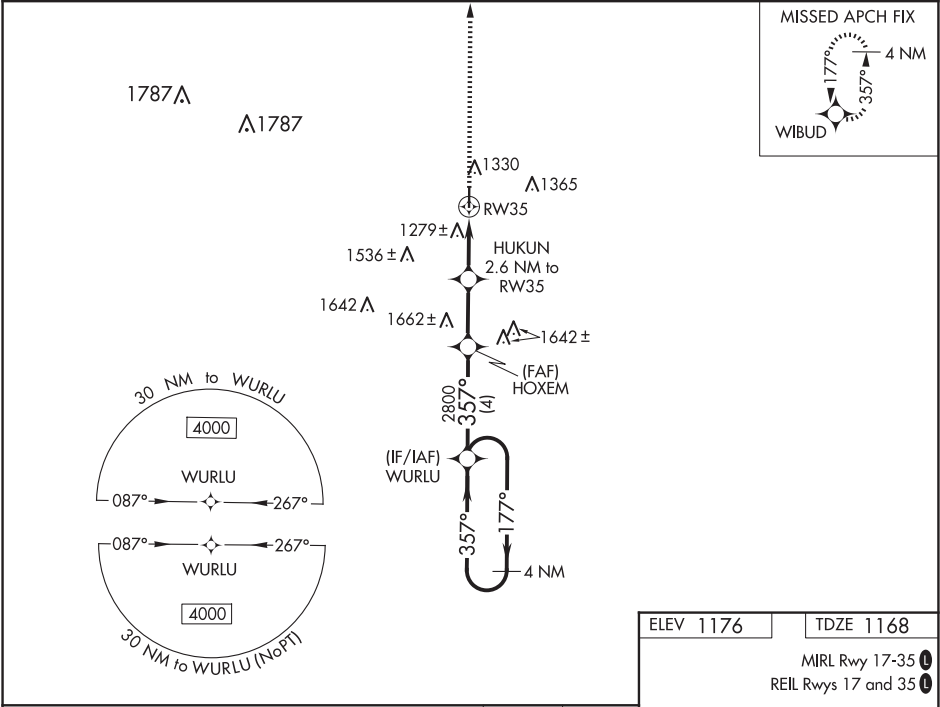 MISSED APCH FIX
4 NM
177°
357°
WIBUD
1787
1787
1330
1365
RW35
1279±
1536±
HUKUN
2.6 NM to
RW35
1642
1662±
1642±
(FAF)
HOXEM
2800
357°
(4)
(IF/IAF)
WURLU
357°
177°
4 NM
30 NM to WURLU
4000
WURLU
087°
267°
087°
267°
WURLU
4000
30 NM to WURLU (NoPT)
ELEV 1176
TDZE 1168
MIRL Rwy 17-35 L
REIL Rwys 17 and 35 L